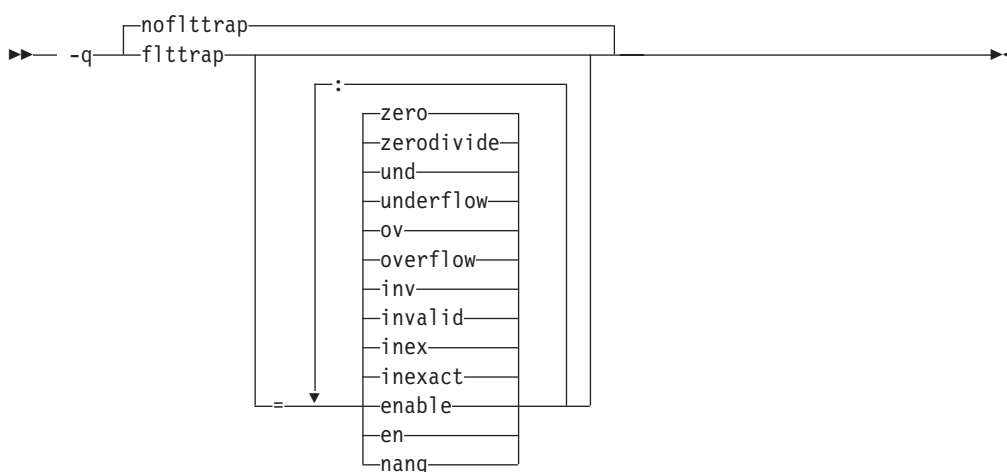 noflttrap
-q flttrap
:
zero
zerodivide
und
underflow
ov
overflow
inv
invalid
inex
inexact
= enable
en
nanq